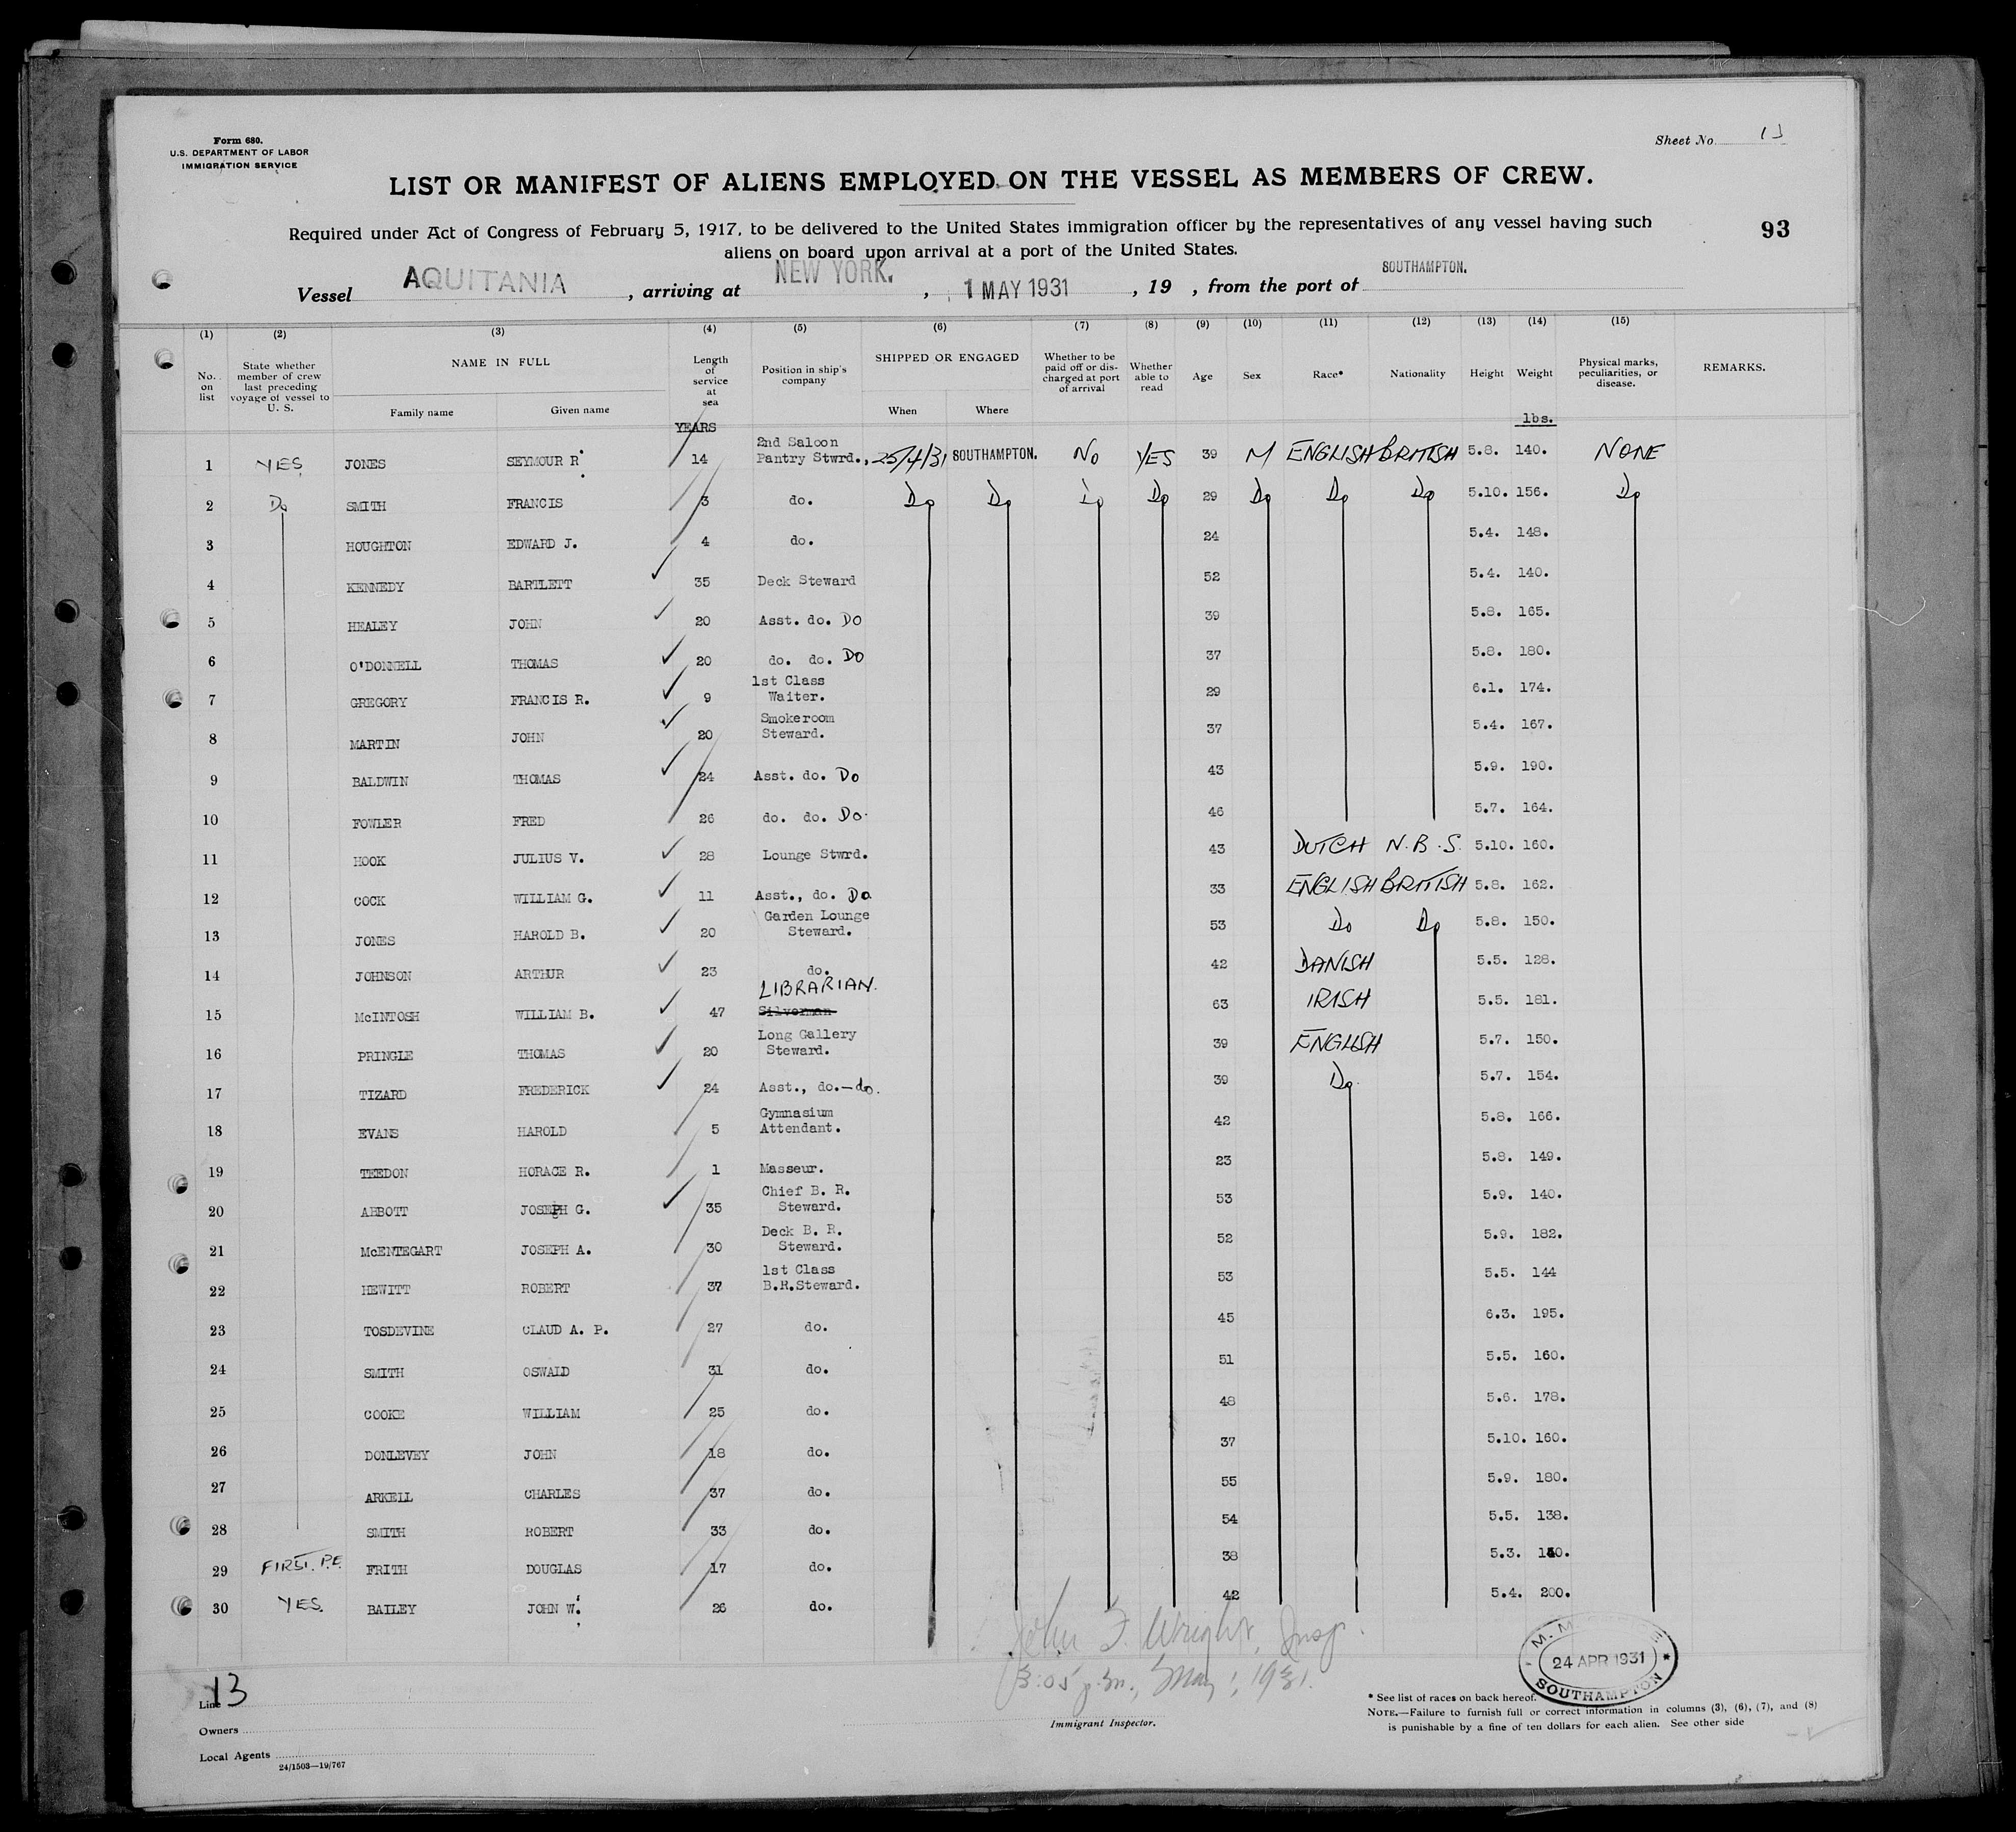 Form 680.
U.S. DEPARTMENT OF LABOR
IMMIGRATION SERVICE
Sheet No. 13
LIST OR MANIFEST OF ALIENS EMPLOYED ON THE VESSEL AS MEMBERS OF CREW.
Required under Act of Congress of February 5, 1917, to be delivered to the United States immigration officer by the representatives of any vessel having such
aliens on board upon arrival at a port of the United States.
93
Vessel AQUITANIA, arriving at NEW YORK., 1 MAY 1931, 19 , from the port of SOUTHAMPTON.
(1) (2) (3) (4) (5) (6) (7) (8) (9) (10) (11) (12) (13) (14) (15)
No. on list State whether member of crew last preceding voyage of vessel to U. S. NAME IN FULL Family name Given name Length of service at sea Position in ship's company SHIPPED OR ENGAGED When Where Whether to be paid off or discharged at port of arrival Whether able to read Age Sex Race* Nationality Height Weight Physical marks, peculiarities, or disease. REMARKS.
YEARS lbs.
1 YES JONES SEYMOUR R. 14 2nd Saloon Pantry Stwrd., 25/4/31 SOUTHAMPTON. NO YES 39 M ENGLISH BRITISH 5.8. 140. NONE
2 Do SMITH FRANCIS 3 do. Do Do Do Do 29 Do Do Do 5.10. 156. Do
3 HOUGHTON EDWARD J. 4 do. 24 5.4. 148.
4 KENNEDY BARTLETT 35 Deck Steward 52 5.4. 140.
5 HEALEY JOHN 20 Asst. do. DO 39 5.8. 165.
6 O'DONNELL THOMAS 20 do. do. DO 37 5.8. 180.
7 GREGORY FRANCIS R. 9 1st Class Waiter. 29 6.1. 174.
8 MARTIN JOHN 20 Smokeroom Steward. 37 5.4. 167.
9 BALDWIN THOMAS 24 Asst. do. Do 43 5.9. 190.
10 FOWLER FRED 26 do. do. Do. 46 5.7. 164.
11 HOOK JULIUS V. 28 Lounge Stwrd. 43 DUTCH N.B.S. 5.10. 160.
12 COCK WILLIAM G. 11 Asst., do. Do 33 ENGLISH BRITISH 5.8. 162.
13 JONES HAROLD B. 20 Garden Lounge Steward. 53 Do Do 5.8. 150.
14 JOHNSON ARTHUR 23 do. 42 DANISH 5.5. 128.
15 McINTOSH WILLIAM B. 47 LIBRARIAN. Silverman 63 IRISH 5.5. 181.
16 PRINGLE THOMAS 20 Long Gallery Steward. 39 ENGLISH 5.7. 150.
17 TIZARD FREDERICK 24 Asst., do.—do. 39 Do. 5.7. 154.
18 EVANS HAROLD 5 Gymnasium Attendant. 42 5.8. 166.
19 TEEDON HORACE R. 1 Masseur. 23 5.8. 149.
20 ABBOTT JOSEPH G. 35 Chief B. R. Steward. 53 5.9. 140.
21 McENTEGART JOSEPH A. 30 Deck B. R. Steward. 52 5.9. 182.
22 HEWITT ROBERT 37 1st Class B.R.Steward. 53 5.5. 144
23 TOSDEVINE CLAUD A. P. 27 do. 45 6.3. 195.
24 SMITH OSWALD 31 do. 51 5.5. 160.
25 COOKE WILLIAM 25 do. 48 5.6. 178.
26 DONLEVEY JOHN 18 do. 37 5.10. 160.
27 ARKELL CHARLES 37 do. 55 5.9. 180.
28 SMITH ROBERT 33 do. 54 5.5. 138.
29 FIRST. P.E. FRITH DOUGLAS 17 do. 38 5.3.
30 YES. BAILEY JOHN W. 26 do. 42 5.4. 200.
John F. Wright, Insp.
3:05 p.m., May 1, 1931.
Immigrant Inspector.
24 APR 1931
SOUTHAMPTON
Line 13
Owners
Local Agents
24/1503—19/767
* See list of races on back hereof.
NOTE.—Failure to furnish full or correct information in columns (3), (6), (7), and (8)
is punishable by a fine of ten dollars for each alien. See other side